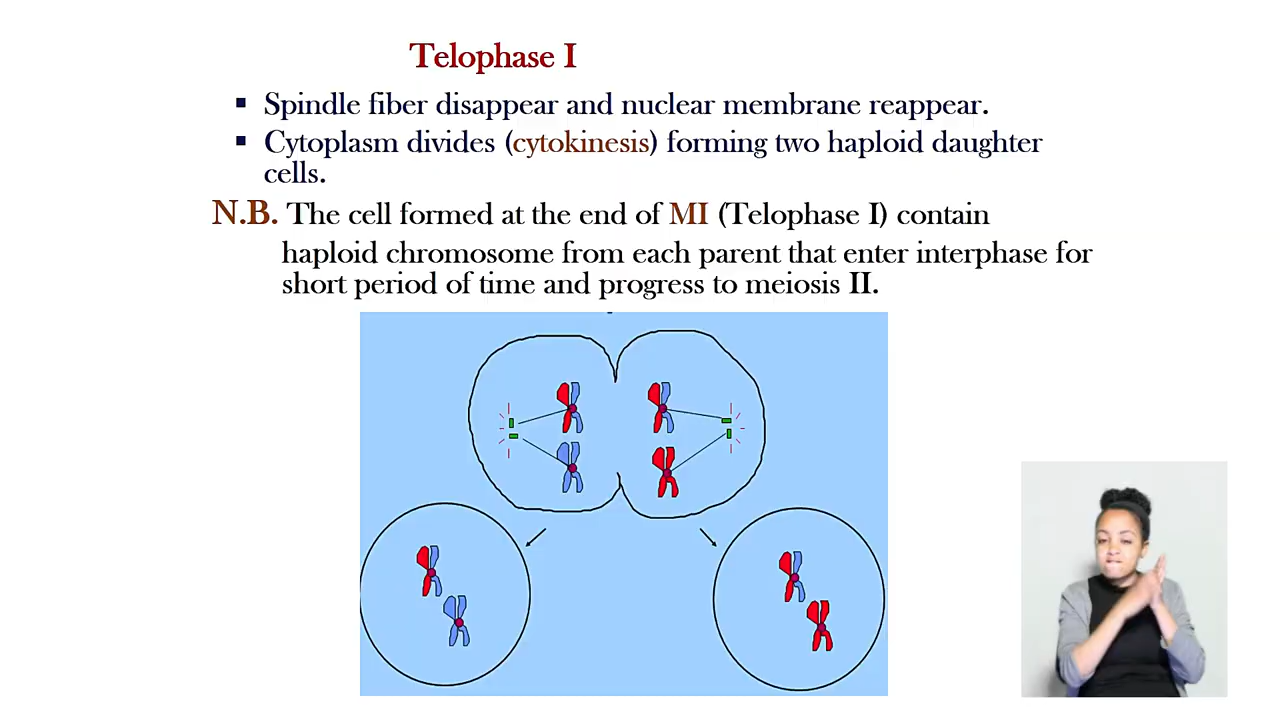 Telophase I
▪ Spindle fiber disappear and nuclear membrane reappear.
▪ Cytoplasm divides (cytokinesis) forming two haploid daughter
cells.
N.B. The cell formed at the end of MI (Telophase I) contain
haploid chromosome from each parent that enter interphase for
short period of time and progress to meiosis II.